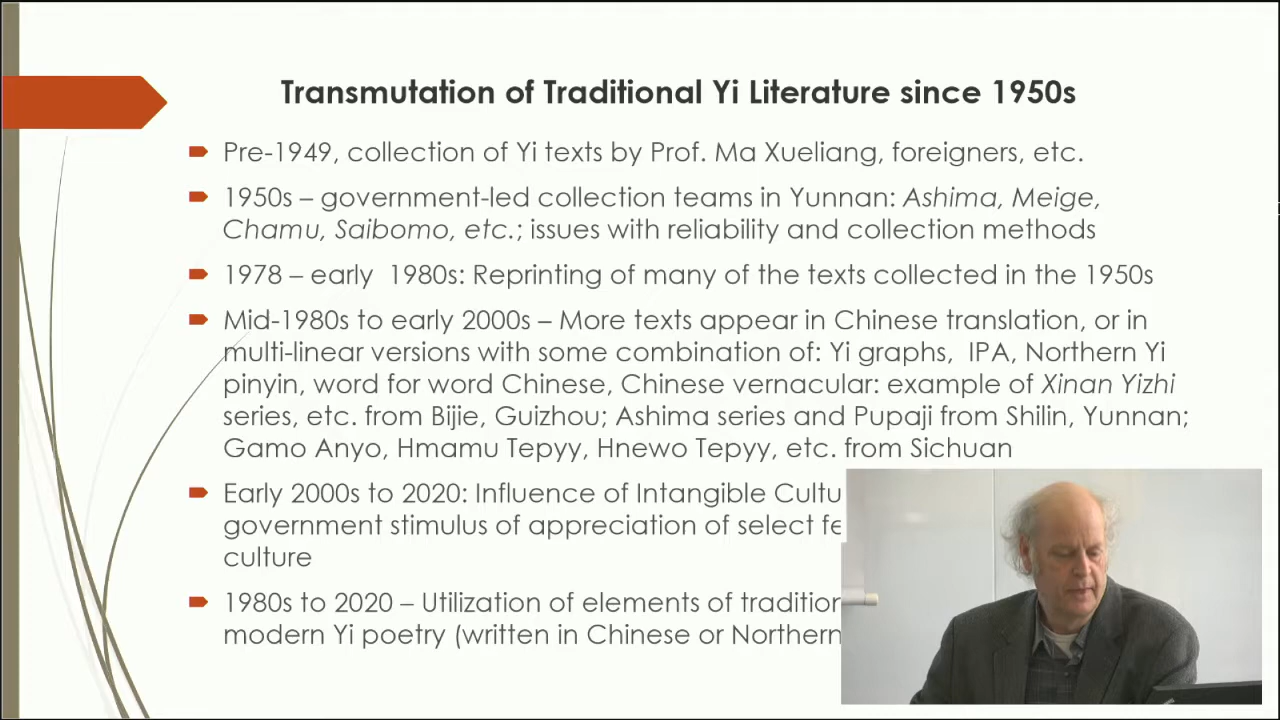 Transmutation of Traditional Yi Literature since 1950s
Pre-1949, collection of Yi texts by Prof. Ma Xueliang, foreigners, etc.
1950s – government-led collection teams in Yunnan: Ashima, Meige,
Chamu, Saibomo, etc.; issues with reliability and collection methods
1978 – early 1980s: Reprinting of many of the texts collected in the 1950s
Mid-1980s to early 2000s – More texts appear in Chinese translation, or in
multi-linear versions with some combination of: Yi graphs, IPA, Northern Yi
pinyin, word for word Chinese, Chinese vernacular: example of Xinan Yizhi
series, etc. from Bijie, Guizhou; Ashima series and Pupaji from Shilin, Yunnan;
Gamo Anyo, Hmamu Tepyy, Hnewo Tepyy, etc. from Sichuan
Early 2000s to 2020: Influence of Intangible
government stimulus of appreciation of select
culture
1980s to 2020 – Utilization of elements of
modern Yi poetry (written in Chinese or Northern